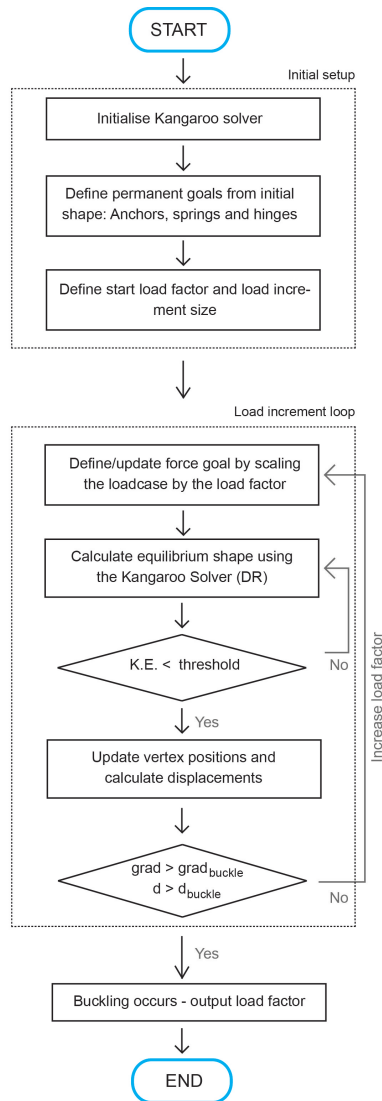 START
Initial setup
Initialise Kangaroo solver
Define permanent goals from initial
shape: Anchors, springs and hinges
Define start load factor and load incre-
ment size
Load increment loop
Define/update force goal by scaling
the loadcase by the load factor
Calculate equilibrium shape using
the Kangaroo Solver (DR)
K.E. < threshold
No
Yes
Increase load factor
Update vertex positions and
calculate displacements
grad > grad_buckle
d > d_buckle
No
Yes
Buckling occurs - output load factor
END